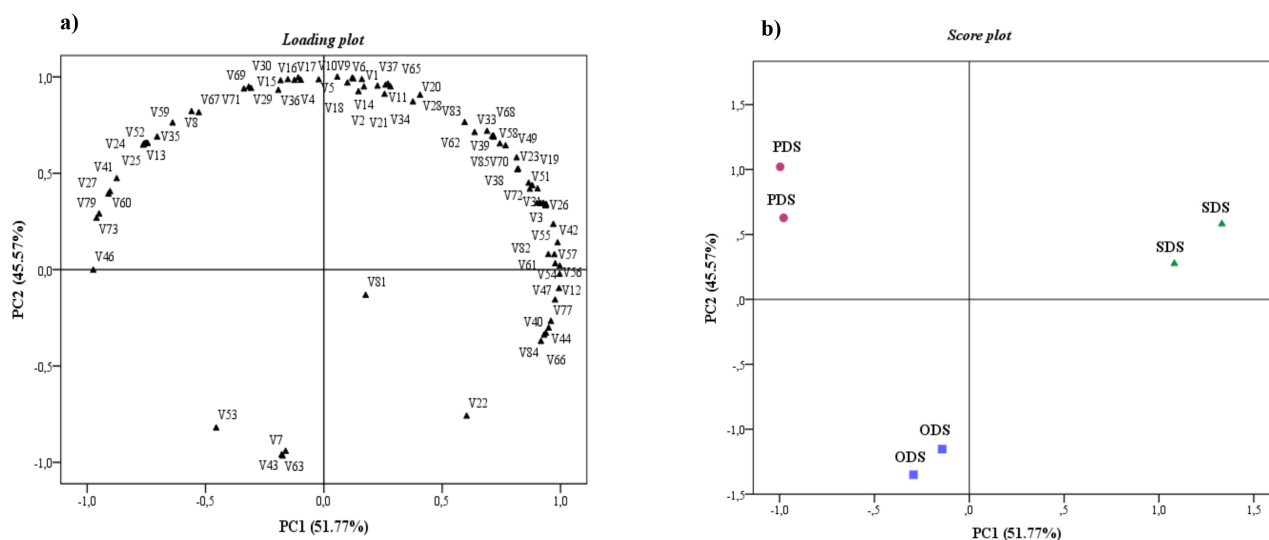 a)
Loading plot
V30 V16 V17 V10 V9 V6 V37 V65
V69 V15 V5 V1 V20
V67 V71 V29 V36 V4 V18 V14 V11 V28
V59 V8 V2 V21 V34 V83 V68
V33
V52 V35 V62 V39 V58 V49
V24 V25 V13 V85 V70 V23 V19
V41 V38 V51
V27 V72
V79 V60 V31 V26
V73 V3 V42
V46 V55
V82 V57
V61 V54 V56
V81 V47 V12
V77
V40 V44
V84 V66
V22
V53
V7
V43 V63
1,0
0,5
0,0
-0,5
-1,0
-1,0 -0,5 0,0 0,5 1,0
PC2 (45.57%)
PC1 (51.77%)
b)
Score plot
PDS
PDS
SDS
SDS
ODS
ODS
1,5
1,0
,5
,0
-,5
-1,0
-1,5
-1,0 -,5 ,0 ,5 1,0 1,5
PC2 (45.57%)
PC1 (51.77%)